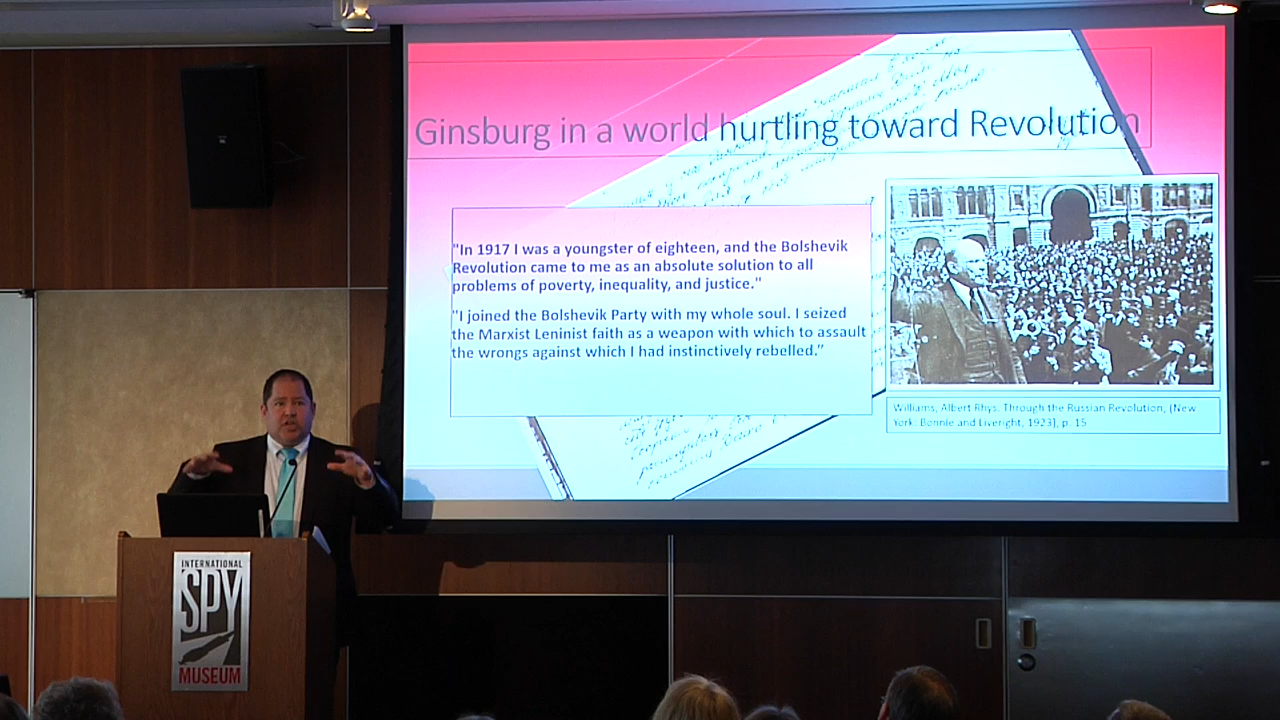 Ginsburg in a world hurtling toward Revolution
"In 1917 I was a youngster of eighteen, and the Bolshevik
Revolution came to me as an absolute solution to all
problems of poverty, inequality, and justice."
"I joined the Bolshevik Party with my whole soul. I seized
the Marxist Leninist faith as a weapon with which to assault
the wrongs against which I had instinctively rebelled."
Williams, Albert Rhys. Through the Russian Revolution, (New
York: Bonnie and Liveright, 1923), p. 15
INTERNATIONAL
SPY
MUSEUM